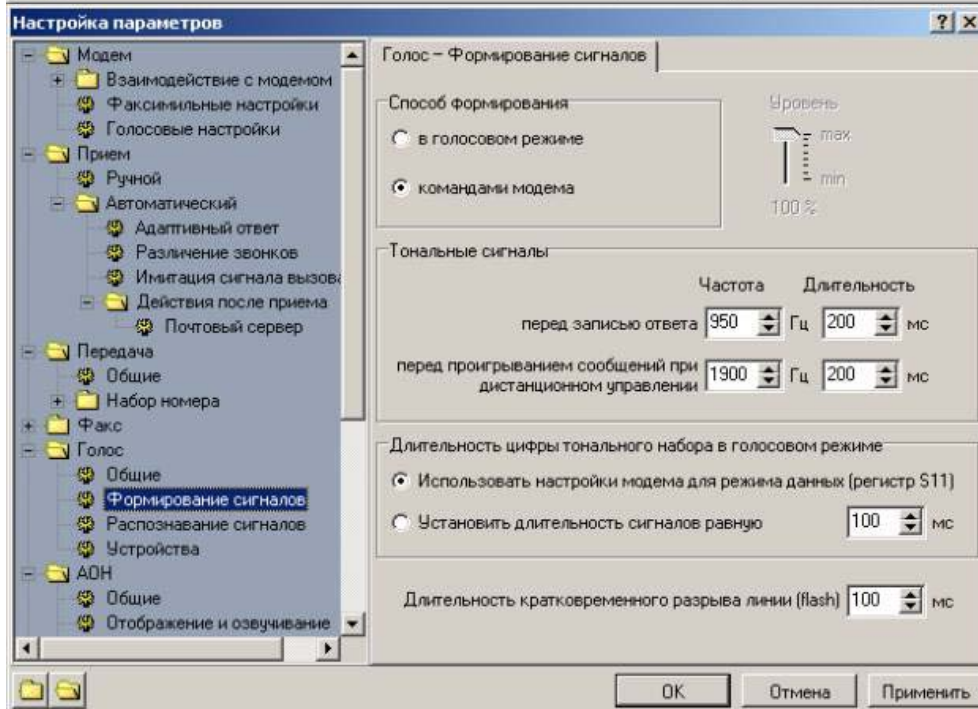 Настройка параметров
Модем
Взаимодействие с модемом
Факсимильные настройки
Голосовые настройки
Прием
Ручной
Автоматический
Адаптивный ответ
Различение звонков
Имитация сигнала вызова
Действия после приема
Почтовый сервер
Передача
Общие
Набор номера
Факс
Голос
Общие
Формирование сигналов
Распознавание сигналов
Устройства
АОН
Общие
Отображение и озвучивание
Голос – Формирование сигналов
Способ формирования
в голосовом режиме
командами модема
Уровень
max
min
100 %
Тональные сигналы
Частота Длительность
перед записью ответа 950 Гц 200 мс
перед проигрыванием сообщений при
дистанционном управлении 1900 Гц 200 мс
Длительность цифры тонального набора в голосовом режиме
Использовать настройки модема для режима данных (регистр S11)
Установить длительность сигналов равную 100 мс
Длительность кратковременного разрыва линии (flash) 100 мс
OK Отмена Применить